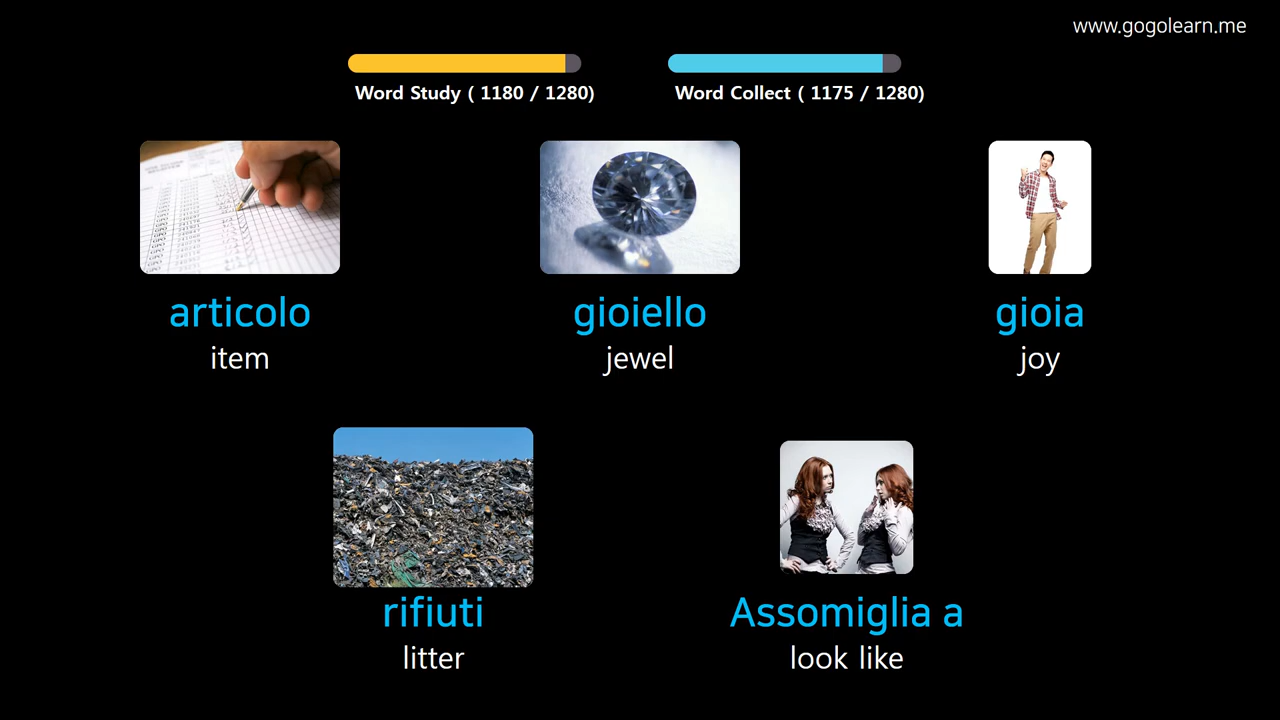 www.gogolearn.me
Word Study ( 1180 / 1280)
Word Collect ( 1175 / 1280)
articolo
item
gioiello
jewel
gioia
joy
rifiuti
litter
Assomiglia a
look like